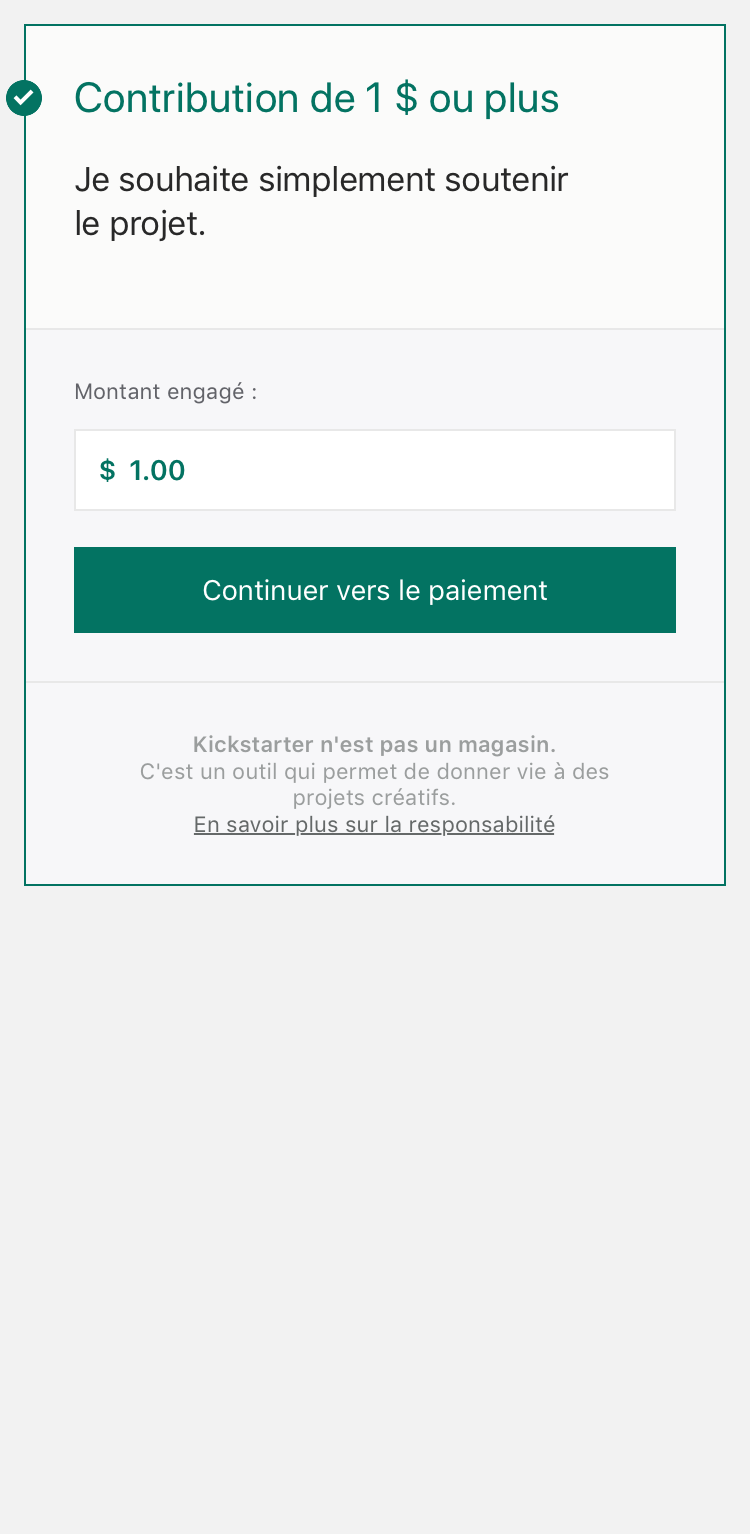 Contribution de 1 $ ou plus
Je souhaite simplement soutenir
le projet.
Montant engagé :
$ 1.00
Continuer vers le paiement
Kickstarter n'est pas un magasin.
C'est un outil qui permet de donner vie à des
projets créatifs.
En savoir plus sur la responsabilité